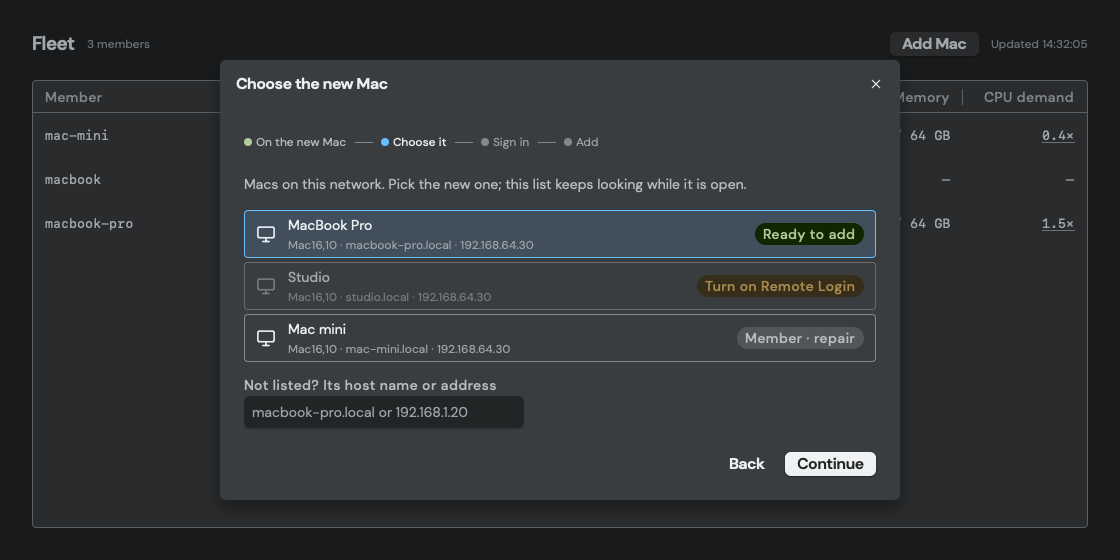 Fleet 3 members Add Mac Updated 14:32:05
Choose the new Mac
Member Memory CPU demand
On the new Mac Choose it Sign in Add
mac-mini 64 GB 0.4×
Macs on this network. Pick the new one; this list keeps looking while it is open.
macbook — —
MacBook Pro
Mac16,10 · macbook-pro.local · 192.168.64.30
Ready to add
macbook-pro 64 GB 1.5×
Studio
Mac16,10 · studio.local · 192.168.64.30
Turn on Remote Login
Mac mini
Mac16,10 · mac-mini.local · 192.168.64.30
Member · repair
Not listed? Its host name or address
macbook-pro.local or 192.168.1.20
Back Continue